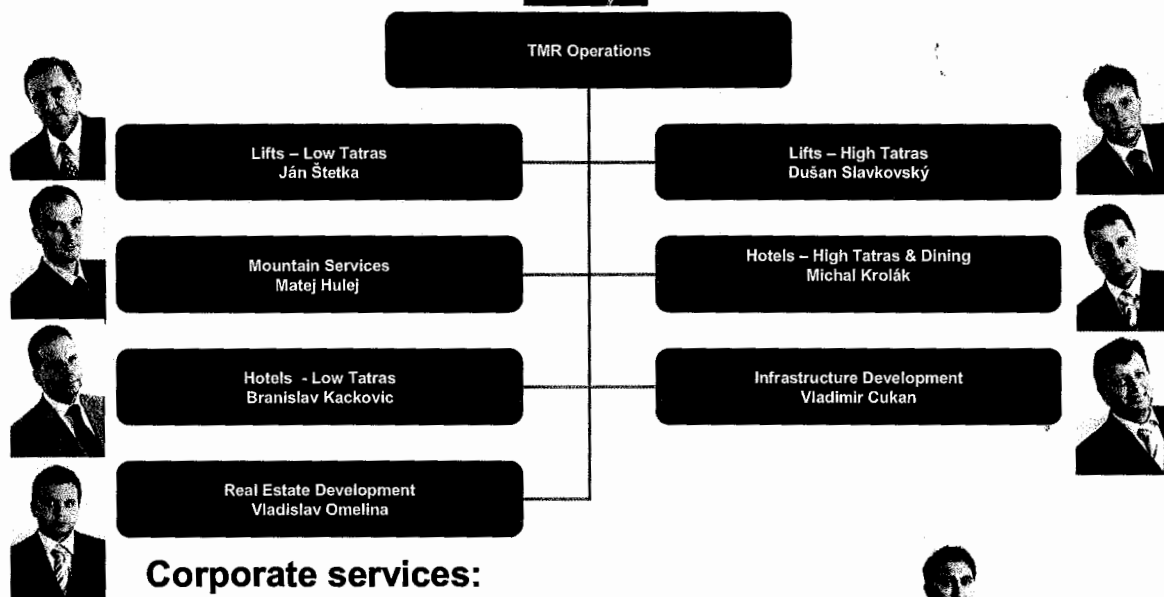 TMR Operations
Lifts – Low Tatras
Ján Štetka
Lifts – High Tatras
Dušan Slavkovský
Mountain Services
Matej Hulej
Hotels – High Tatras & Dining
Michal Krolák
Hotels - Low Tatras
Branislav Kackovic
Infrastructure Development
Vladimir Cukan
Real Estate Development
Vladislav Omelina
Corporate services: